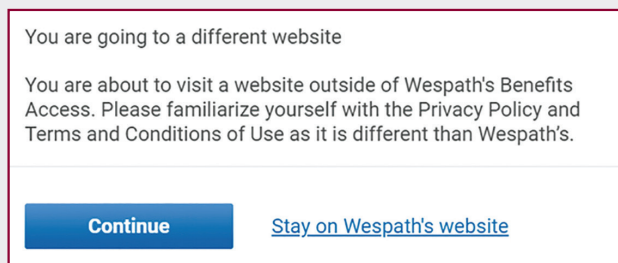 You are going to a different website
You are about to visit a website outside of Wespath's Benefits
Access. Please familiarize yourself with the Privacy Policy and
Terms and Conditions of Use as it is different than Wespath’s.
Continue Stay on Wespath's website